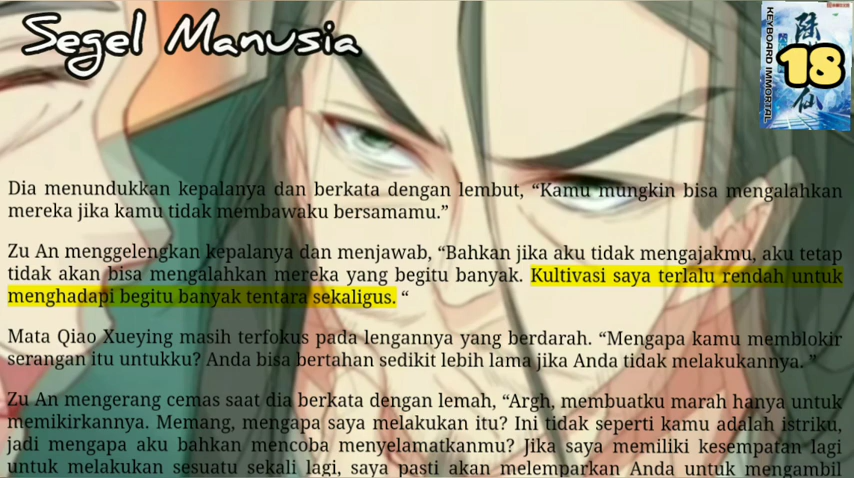 Segel Manusia
KEYBOARD IMMORTAL
18
Dia menundukkan kepalanya dan berkata dengan lembut, “Kamu mungkin bisa mengalahkan
mereka jika kamu tidak membawaku bersamamu.”
Zu An menggelengkan kepalanya dan menjawab, “Bahkan jika aku tidak mengajakmu, aku tetap
tidak akan bisa mengalahkan mereka yang begitu banyak. Kultivasi saya terlalu rendah untuk
menghadapi begitu banyak tentara sekaligus. “
Mata Qiao Xueying masih terfokus pada lengannya yang berdarah. “Mengapa kamu memblokir
serangan itu untukku? Anda bisa bertahan sedikit lebih lama jika Anda tidak melakukannya. ”
Zu An mengerang cemas saat dia berkata dengan lemah, “Argh, membuatku marah hanya untuk
memikirkannya. Memang, mengapa saya melakukan itu? Ini tidak seperti kamu adalah istriku,
jadi mengapa aku bahkan mencoba menyelamatkanmu? Jika saya memiliki kesempatan lagi
untuk melakukan sesuatu sekali lagi, saya pasti akan melemparkan Anda untuk mengambil